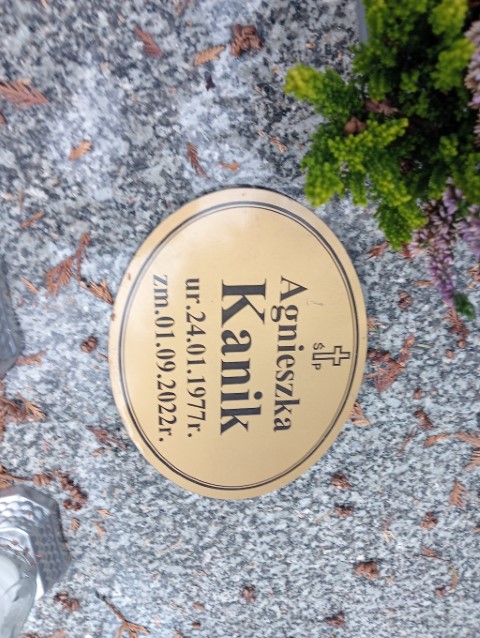 Ś P
Agnieszka
Kanik
ur.24.01.1977r.
zm.01.09.2022r.